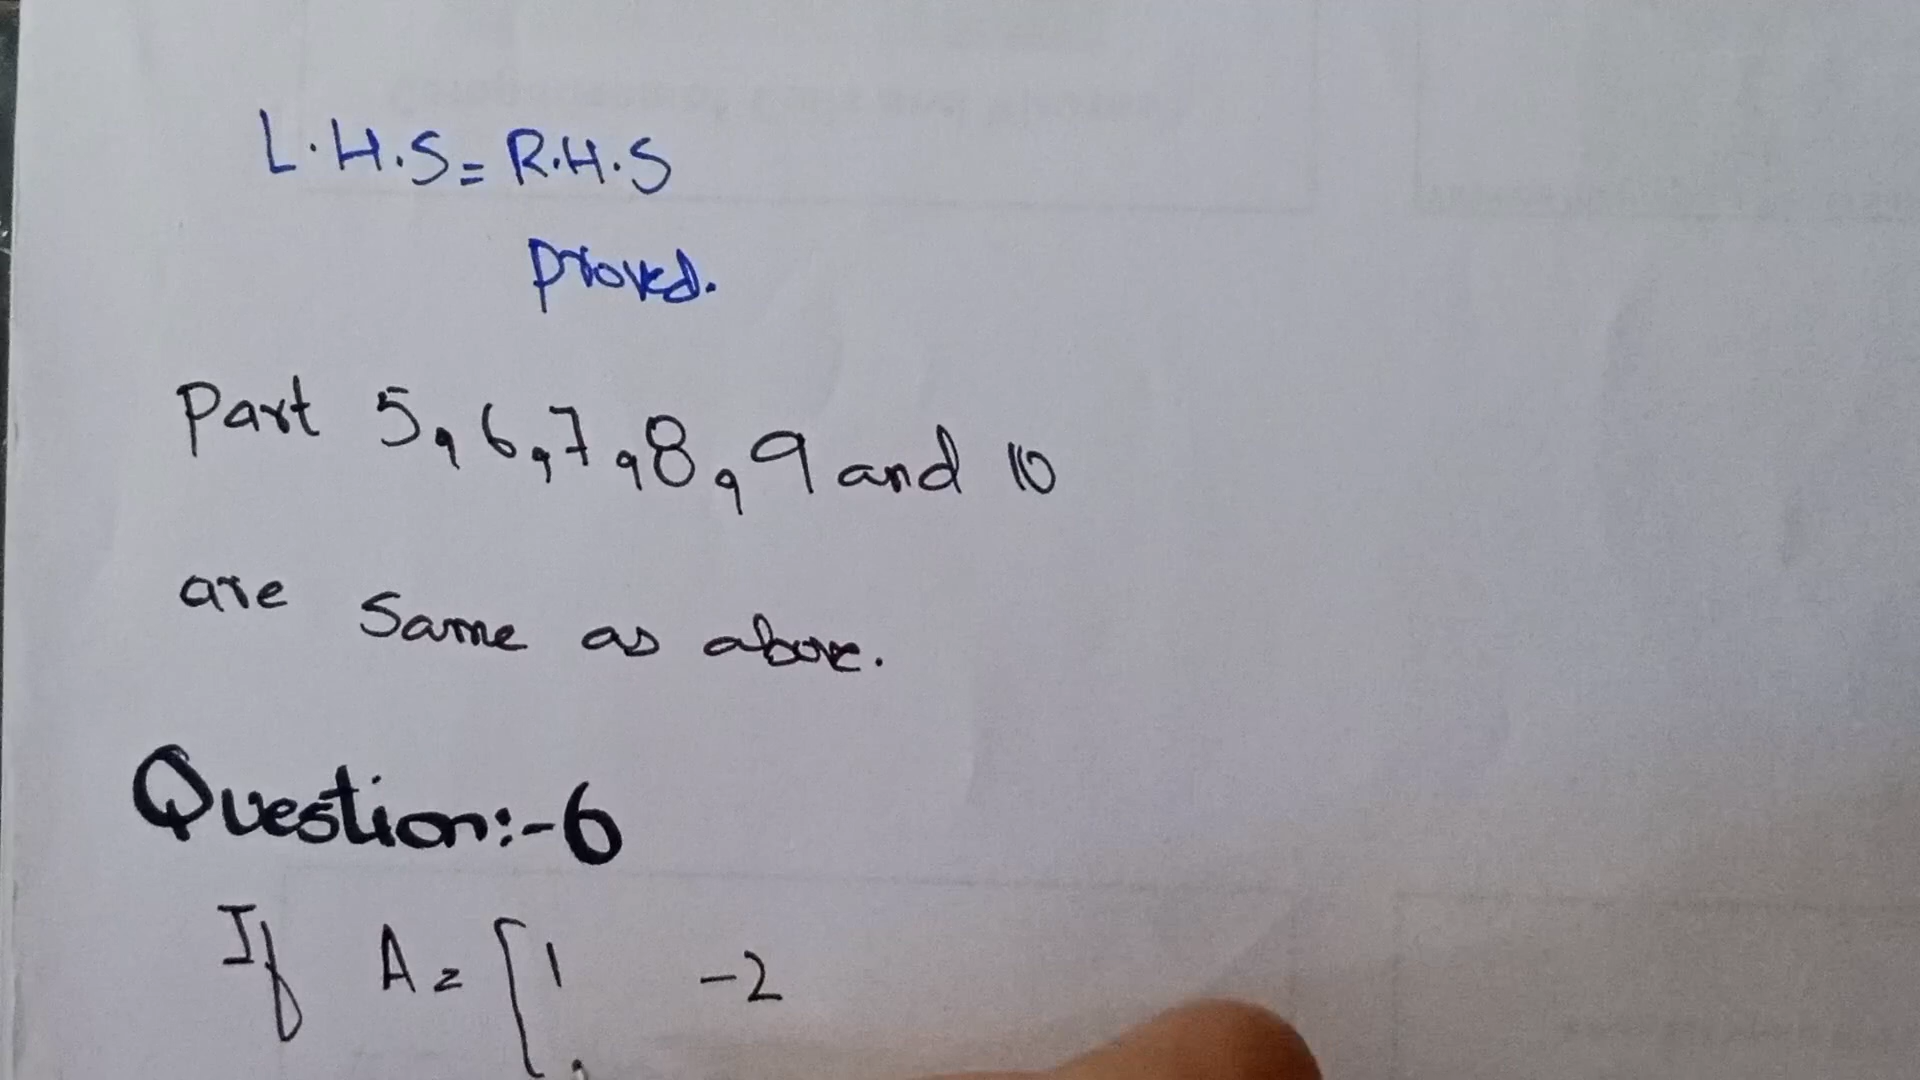 L.H.S = R.H.S
Proved.
Part 5, 6, 7, 8, 9 and 10
are Same as above.
Question:-6
If A = [1 -2